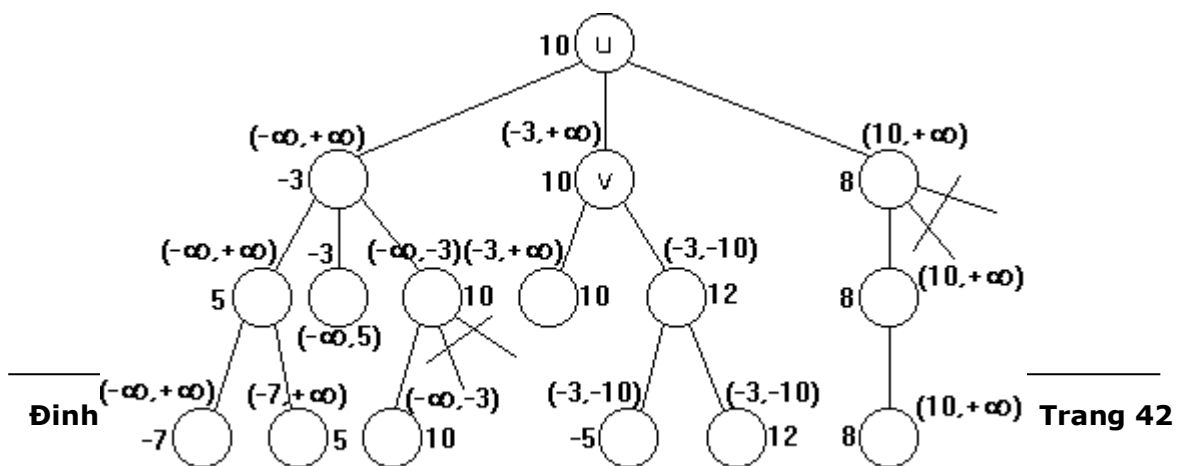 10 u
(-∞,+∞) (-3,+∞) (10,+∞)
-3 10 v 8
(-∞,+∞) -3 (-∞,-3) (-3,+∞) (-3,-10)
5 10 10 12 8 (10,+∞)
(-∞,5)
(-∞,+∞) (-7,+∞) (-∞,-3) (-3,-10) (-3,-10) (10,+∞)
Đinh Trang 42
-7 5 10 -5 12 8